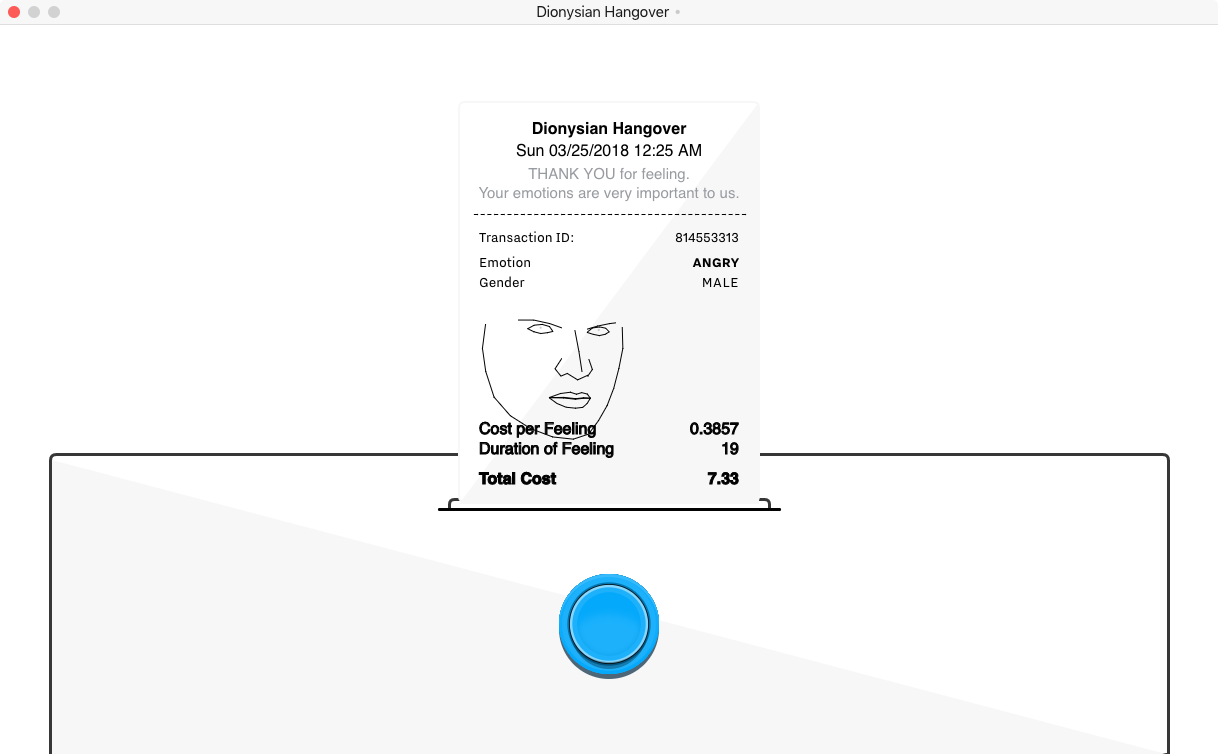 Dionysian Hangover
Dionysian Hangover
Sun 03/25/2018 12:25 AM
THANK YOU for feeling.
Your emotions are very important to us.
Transaction ID: 814553313
Emotion ANGRY
Gender MALE
Cost per Feeling 0.3857
Duration of Feeling 19
Total Cost 7.33